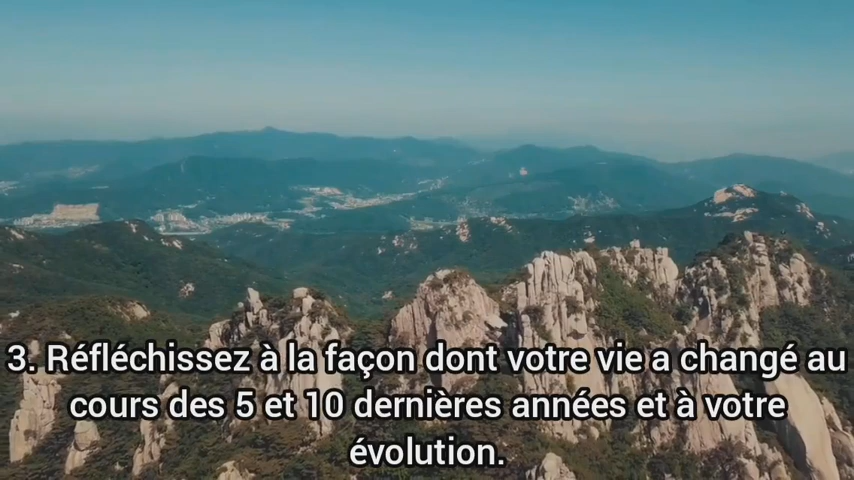 3. Réfléchissez à la façon dont votre vie a changé au
cours des 5 et 10 dernières années et à votre
évolution.